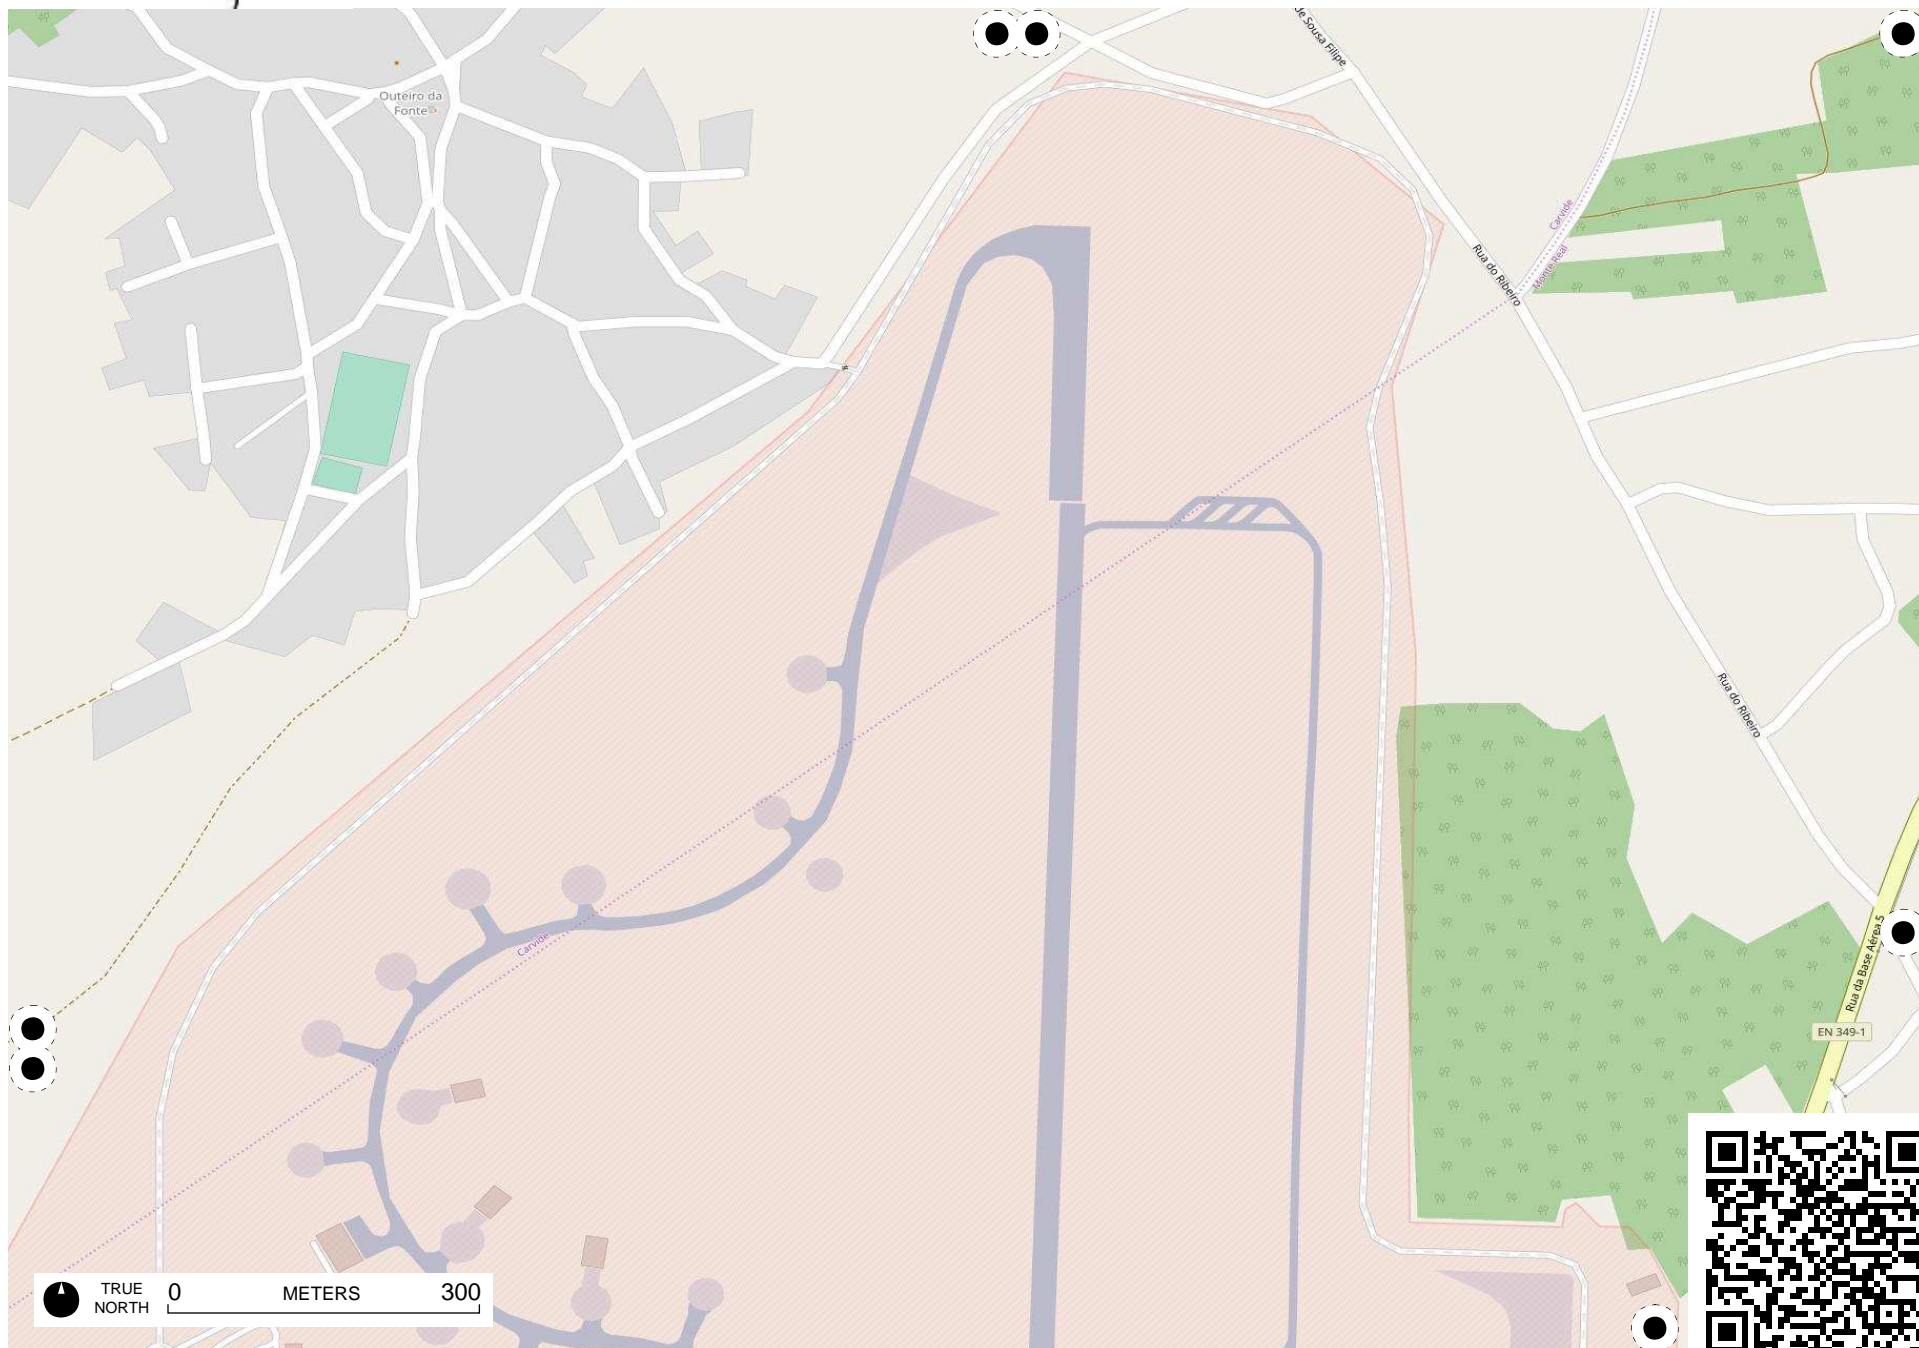 de Sousa Filipe
Outeiro da
Fonte
Carvide
Monte Real
Rua do Ribeiro
Rua do Ribeiro
Carvide
Rua da Base Aérea 5
EN 349-1
TRUE
NORTH
0 METERS 300